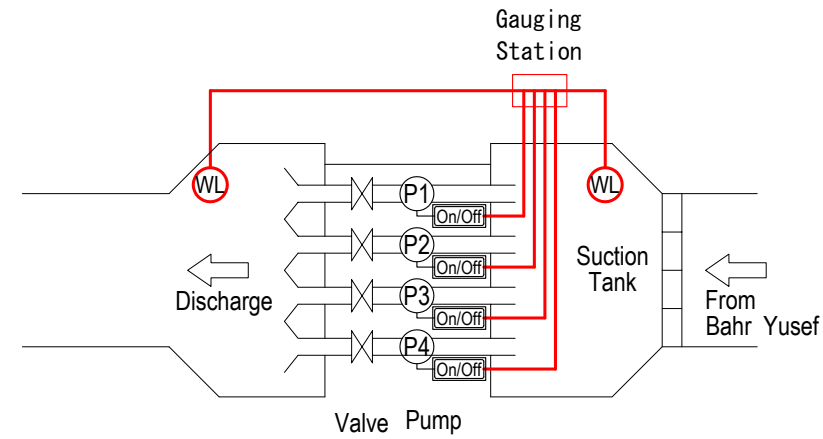 Gauging
Station
WL
WL
P1
On/Off
P2
On/Off
Suction
Tank
Discharge
P3
From
Bahr Yusef
On/Off
P4
On/Off
Valve Pump